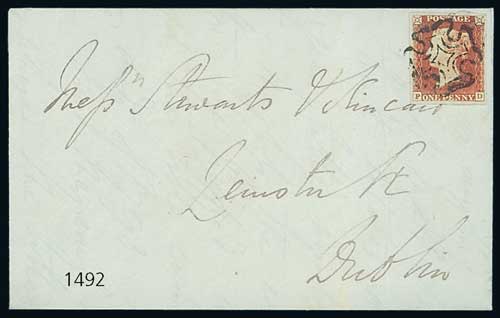 POSTAGE
ONE PENNY
P D
Messrs Stewarts & Kincaid
Leinster St
Dublin
1492